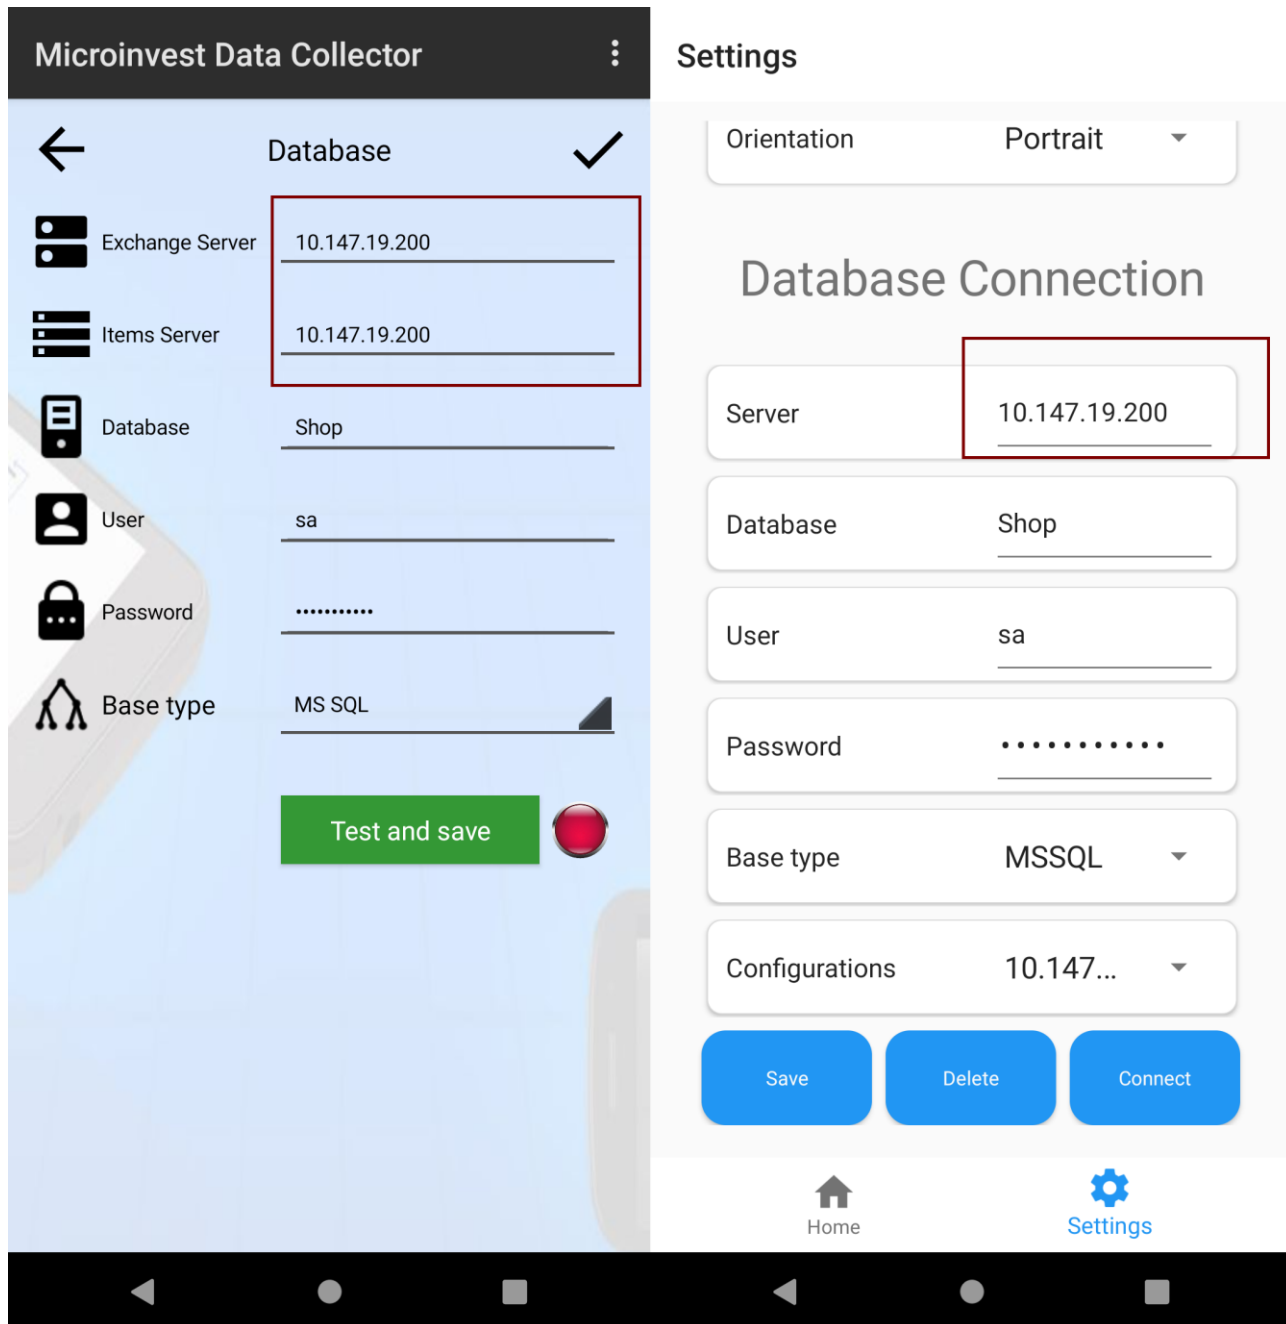 Microinvest Data Collector
Database
Exchange Server 10.147.19.200
Items Server 10.147.19.200
Database Shop
User sa
Password •••••••••••
Base type MS SQL
Test and save
Settings
Orientation Portrait
Database Connection
Server 10.147.19.200
Database Shop
User sa
Password •••••••••••
Base type MSSQL
Configurations 10.147...
Save Delete Connect
Home Settings